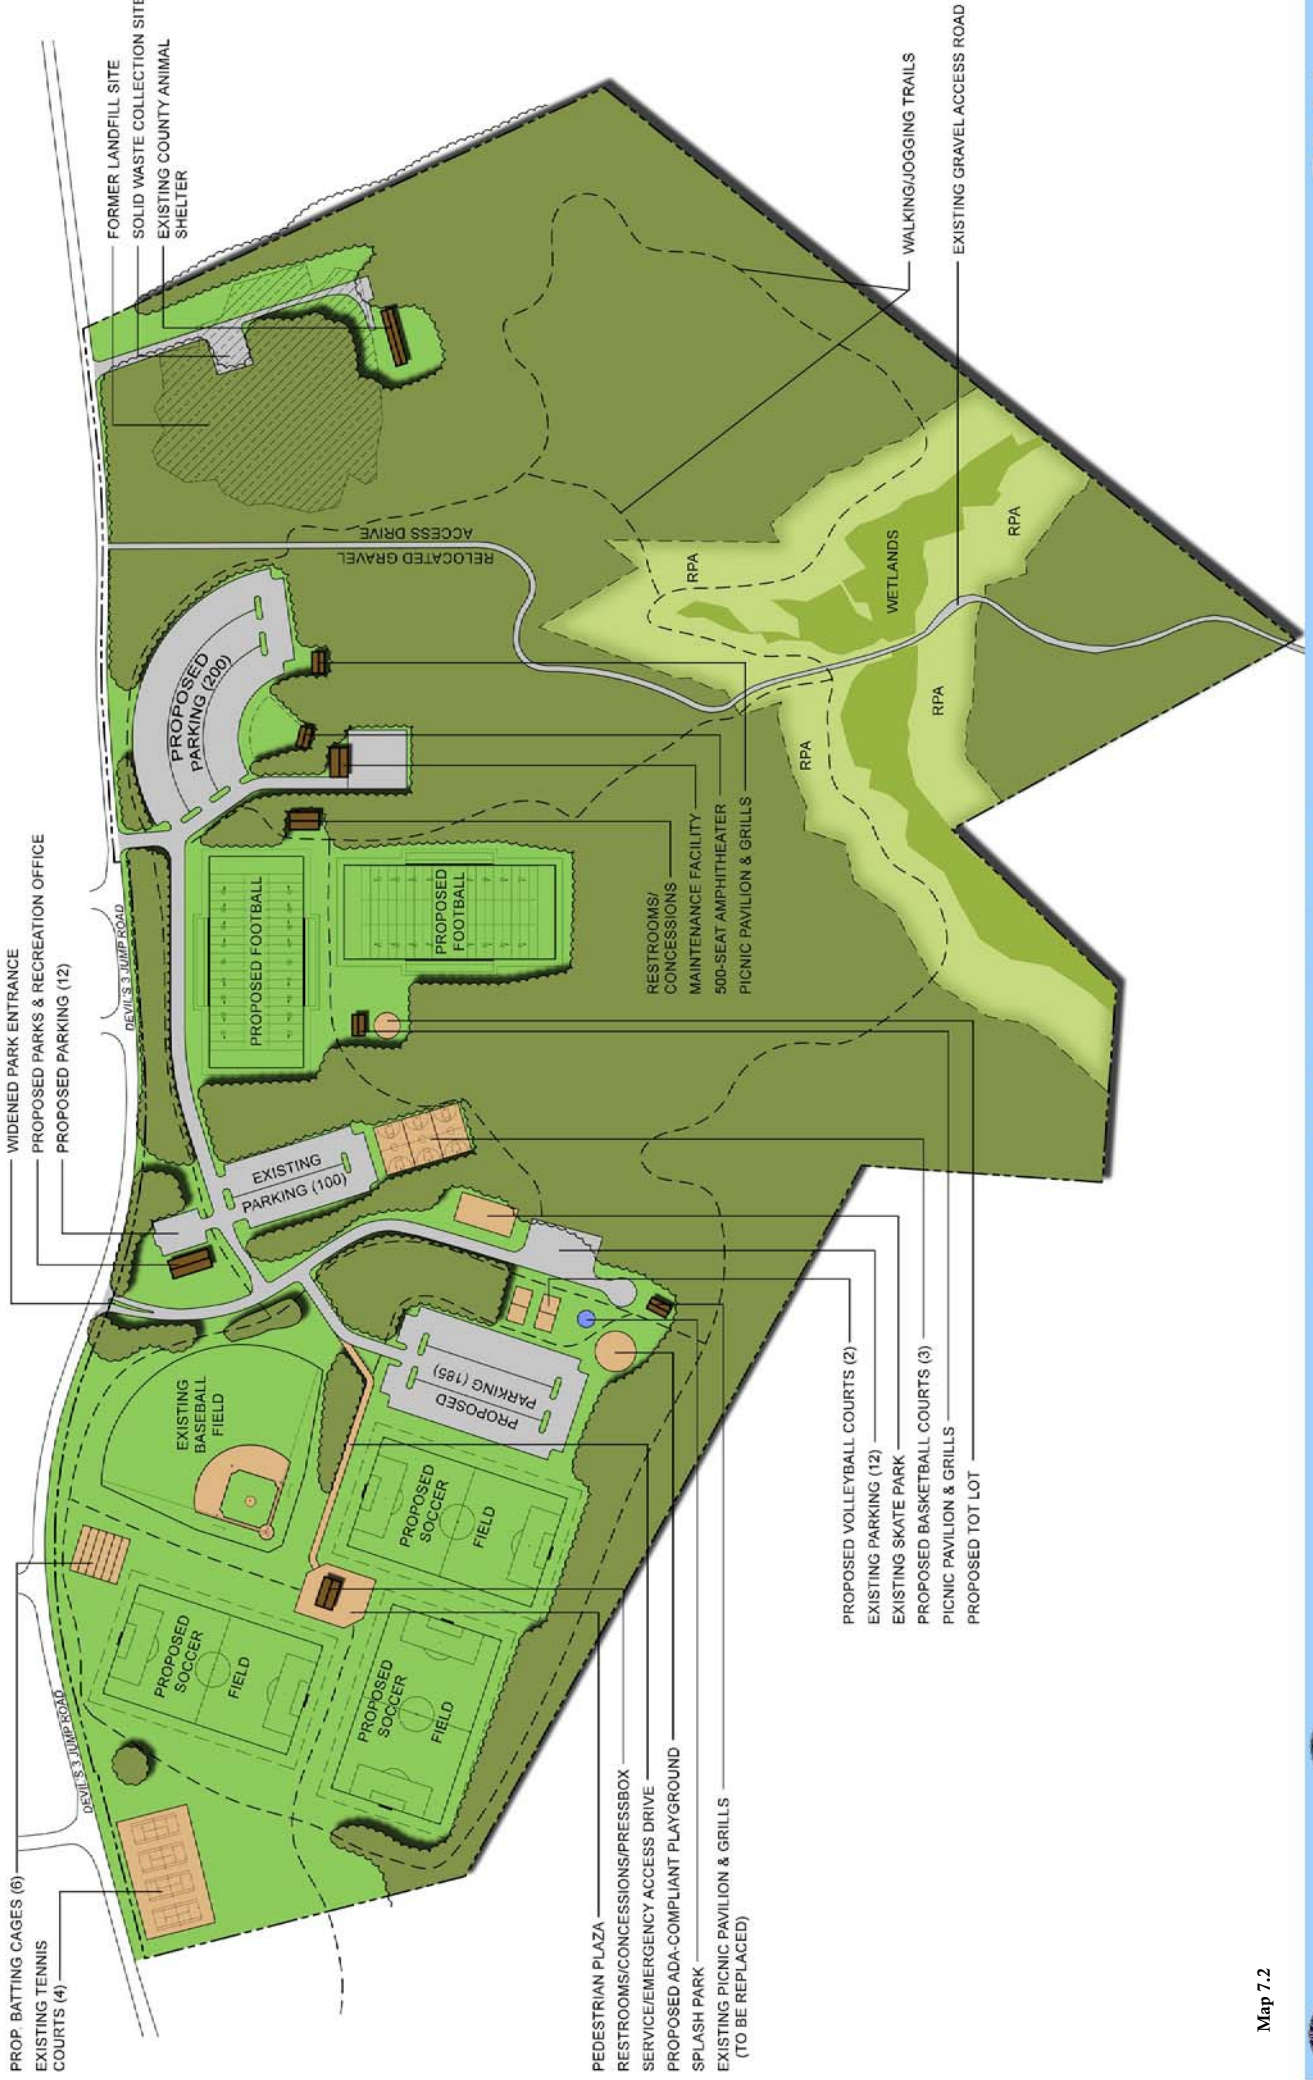 PROP. BATTING CAGES (6)
EXISTING TENNIS
COURTS (4)
WIDENED PARK ENTRANCE
PROPOSED PARKS & RECREATION OFFICE
PROPOSED PARKING (12)
FORMER LANDFILL SITE
SOLID WASTE COLLECTION SITE
EXISTING COUNTY ANIMAL
SHELTER
DEVIL'S 3 JUMP ROAD
DEVIL'S 3 JUMP ROAD
PROPOSED
SOCCER
FIELD
EXISTING
BASEBALL
FIELD
PROPOSED
SOCCER
FIELD
PROPOSED
SOCCER
FIELD
PROPOSED
PARKING (185)
EXISTING
PARKING (100)
PROPOSED FOOTBALL
PROPOSED
FOOTBALL
PROPOSED
PARKING (200)
RELOCATED GRAVEL
ACCESS DRIVE
RPA
RPA
RPA
RPA
WETLANDS
WALKING/JOGGING TRAILS
EXISTING GRAVEL ACCESS ROAD
RESTROOMS/
CONCESSIONS
MAINTENANCE FACILITY
500-SEAT AMPHITHEATER
PICNIC PAVILION & GRILLS
PEDESTRIAN PLAZA
RESTROOMS/CONCESSIONS/PRESSBOX
SERVICE/EMERGENCY ACCESS DRIVE
PROPOSED ADA-COMPLIANT PLAYGROUND
SPLASH PARK
EXISTING PICNIC PAVILION & GRILLS
(TO BE REPLACED)
PROPOSED VOLLEYBALL COURTS (2)
EXISTING PARKING (12)
EXISTING SKATE PARK
PROPOSED BASKETBALL COURTS (3)
PICNIC PAVILION & GRILLS
PROPOSED TOT LOT
Map 7.2